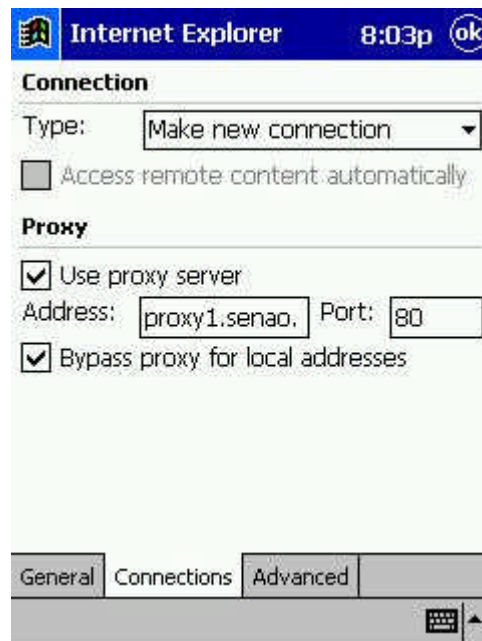 Internet Explorer 8:03p ok
Connection
Type: Make new connection
Access remote content automatically
Proxy
Use proxy server
Address: proxy1.senao. Port: 80
Bypass proxy for local addresses
General Connections Advanced